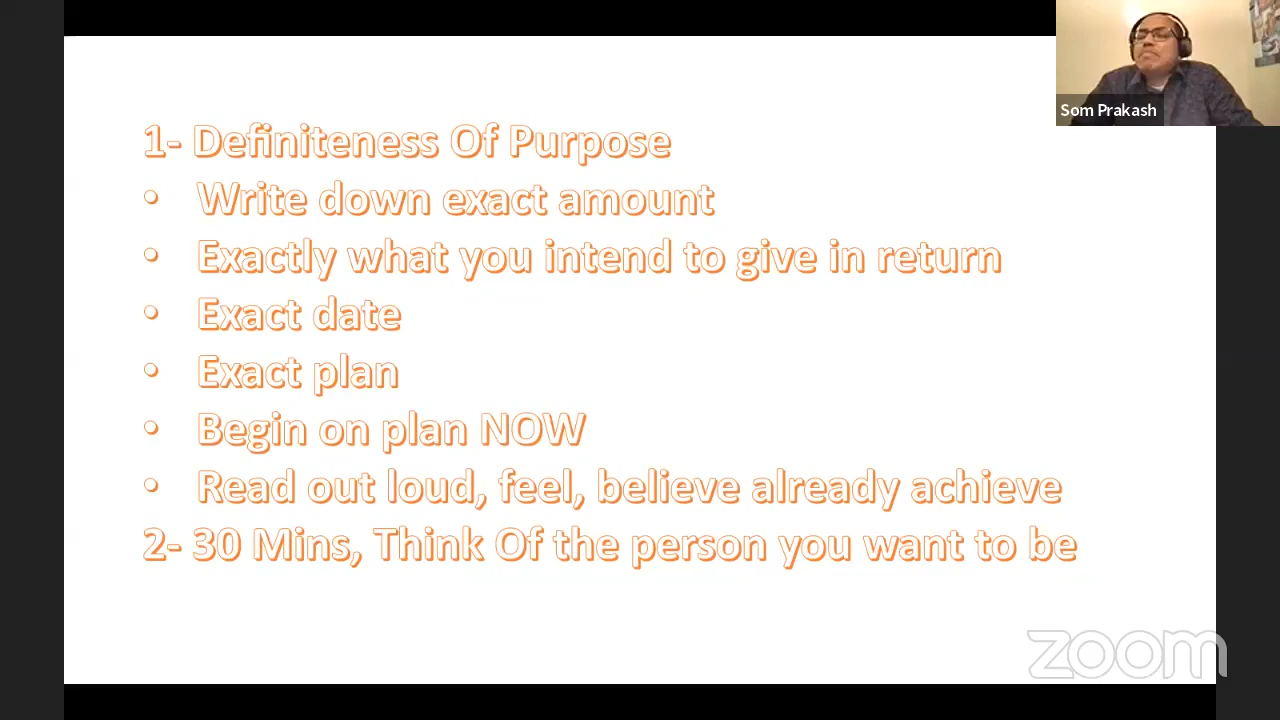 Som Prakash
1- Definiteness Of Purpose
• Write down exact amount
• Exactly what you intend to give in return
• Exact date
• Exact plan
• Begin on plan NOW
• Read out loud, feel, believe already achieve
2- 30 Mins, Think Of the person you want to be
zoom